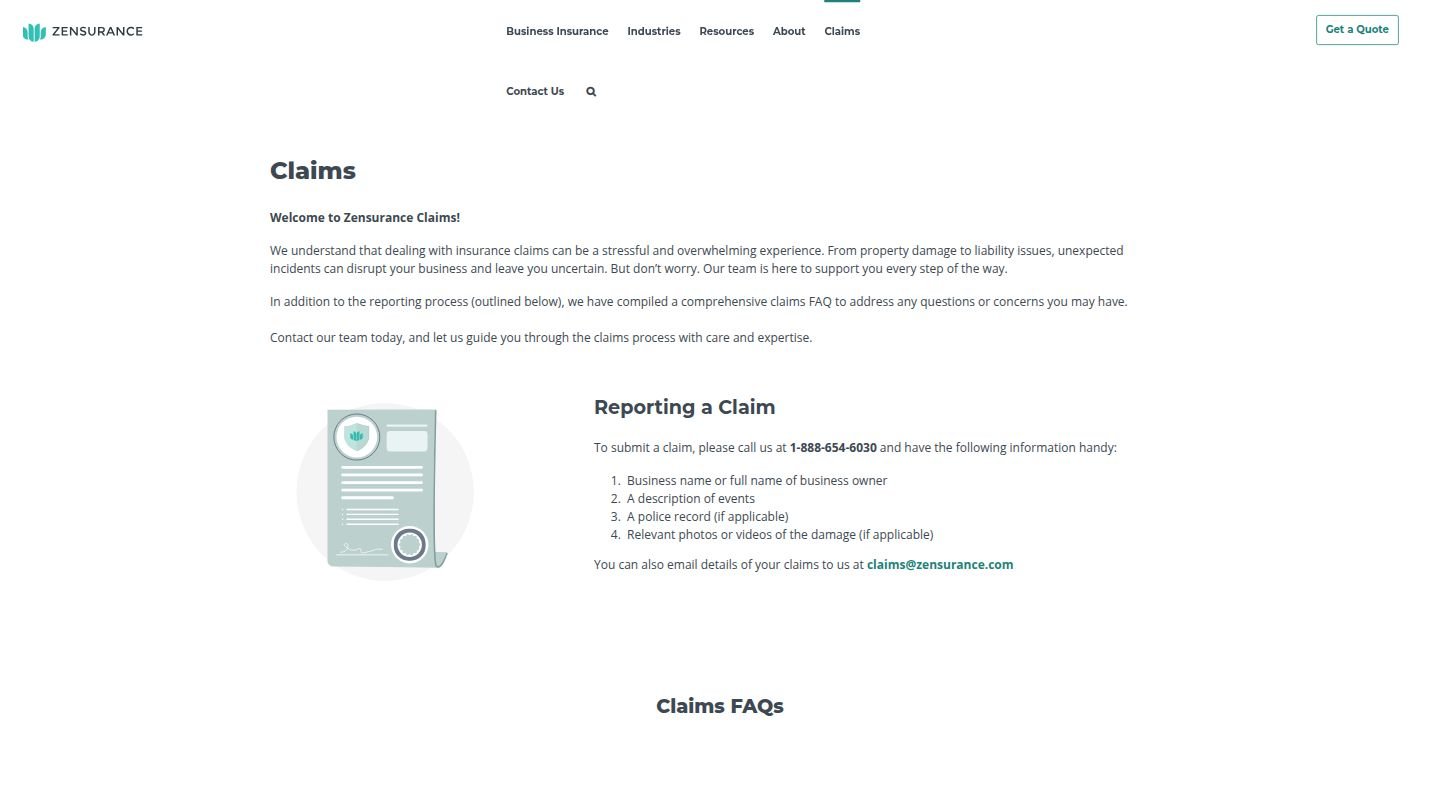 ZENSURANCE
Business Insurance Industries Resources About Claims
Get a Quote
Contact Us
Claims
Welcome to Zensurance Claims!
We understand that dealing with insurance claims can be a stressful and overwhelming experience. From property damage to liability issues, unexpected
incidents can disrupt your business and leave you uncertain. But don’t worry. Our team is here to support you every step of the way.
In addition to the reporting process (outlined below), we have compiled a comprehensive claims FAQ to address any questions or concerns you may have.
Contact our team today, and let us guide you through the claims process with care and expertise.
Reporting a Claim
To submit a claim, please call us at 1-888-654-6030 and have the following information handy:
1. Business name or full name of business owner
2. A description of events
3. A police record (if applicable)
4. Relevant photos or videos of the damage (if applicable)
You can also email details of your claims to us at claims@zensurance.com
Claims FAQs